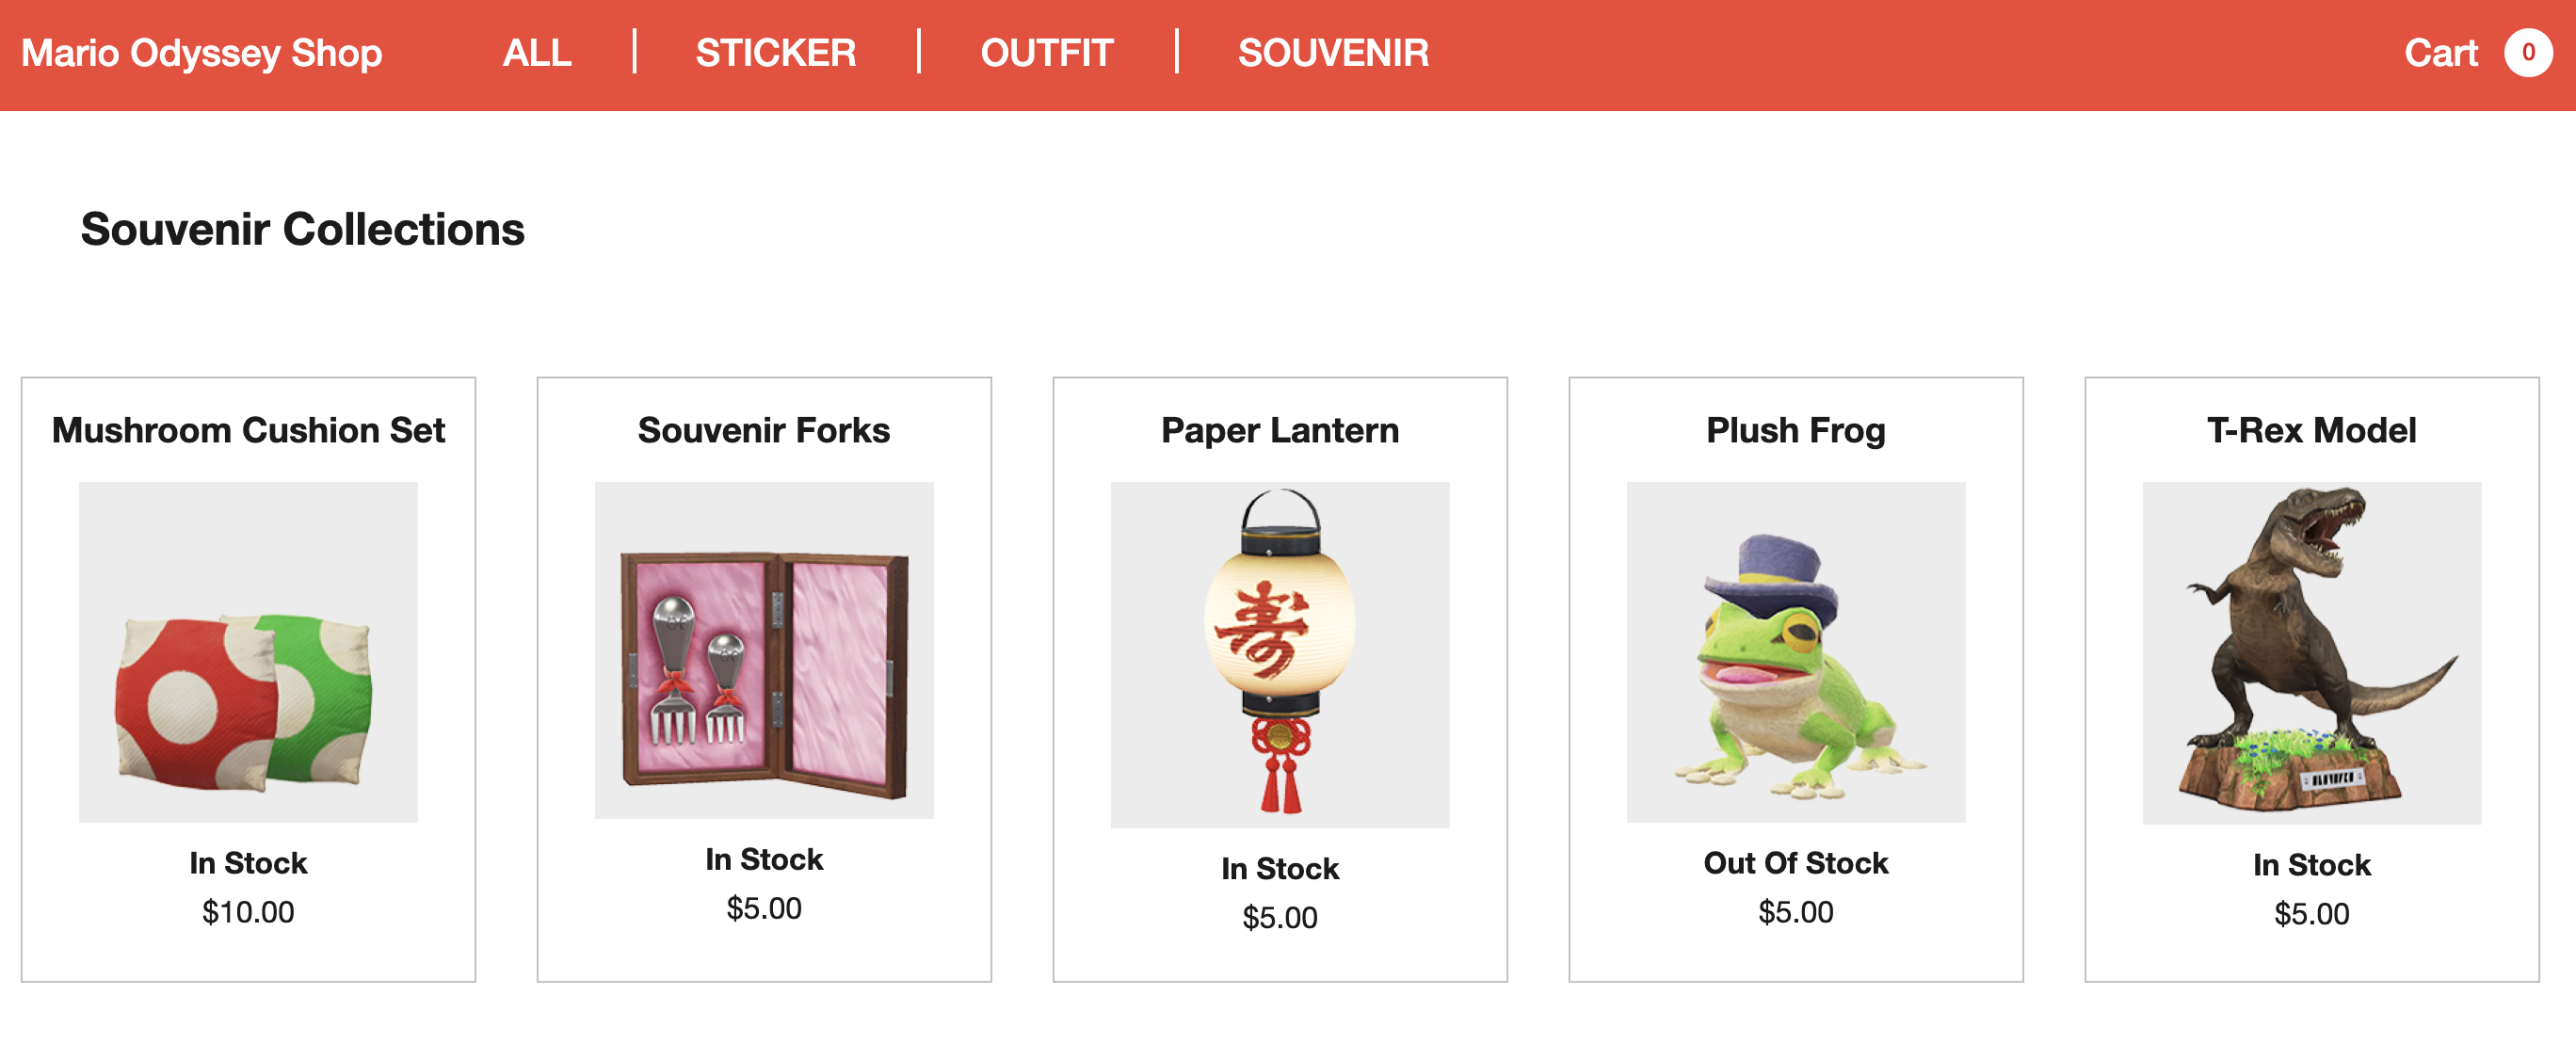 Mario Odyssey Shop
ALL
STICKER
OUTFIT
SOUVENIR
Cart 0
Souvenir Collections
Mushroom Cushion Set
In Stock
$10.00
Souvenir Forks
In Stock
$5.00
Paper Lantern
寿
In Stock
$5.00
Plush Frog
Out Of Stock
$5.00
T-Rex Model
In Stock
$5.00